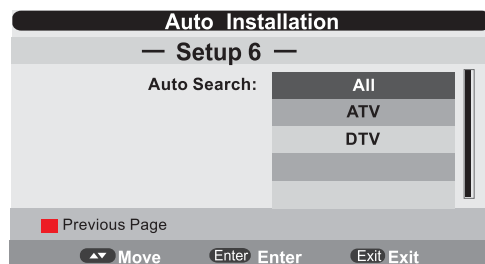 Auto Installation
— Setup 6 —
Auto Search: All
ATV
DTV
Previous Page
Move Enter Enter Exit Exit